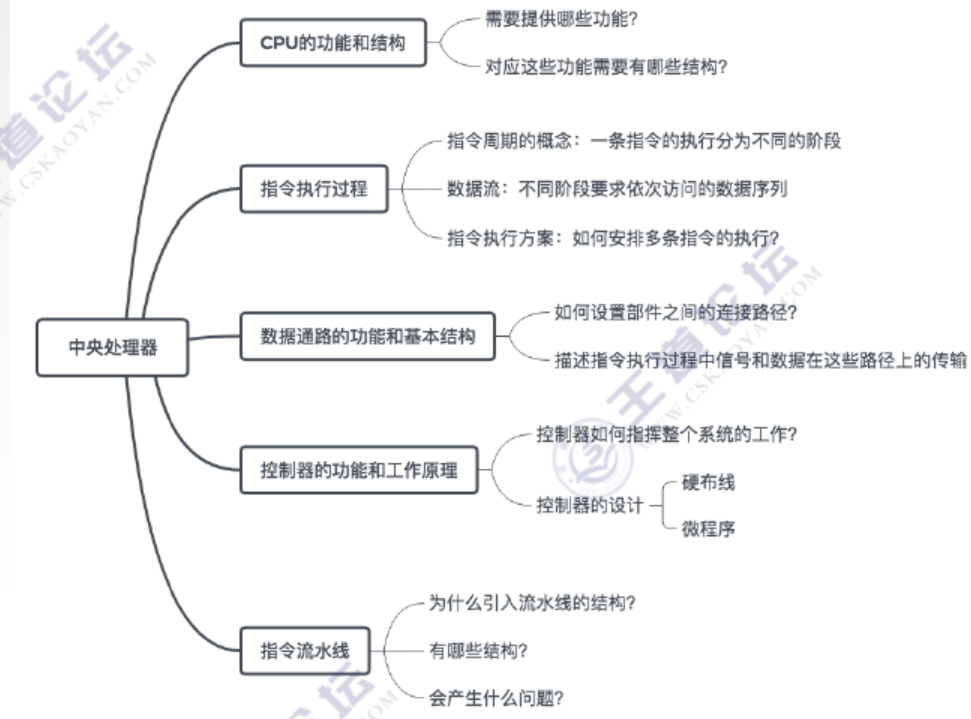 需要提供哪些功能？
CPU的功能和结构
对应这些功能需要有哪些结构？
指令周期的概念：一条指令的执行分为不同的阶段
指令执行过程
数据流：不同阶段要求依次访问的数据序列
指令执行方案：如何安排多条指令的执行？
如何设置部件之间的连接路径？
数据通路的功能和基本结构
中央处理器
描述指令执行过程中信号和数据在这些路径上的传输
控制器如何指挥整个系统的工作？
控制器的功能和工作原理
硬布线
控制器的设计
微程序
为什么引入流水线的结构？
指令流水线
有哪些结构？
会产生什么问题？
道论坛
WW.CSKAOYAN.COM
王道论坛
WWW.CSKAOYAN.COM
坛